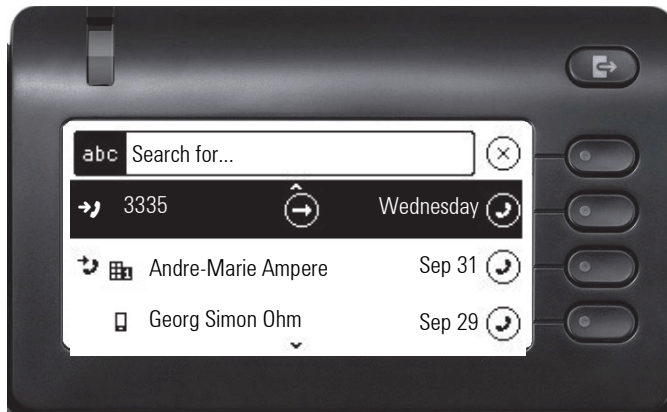 abc Search for...
3335 Wednesday
Andre-Marie Ampere Sep 31
Georg Simon Ohm Sep 29